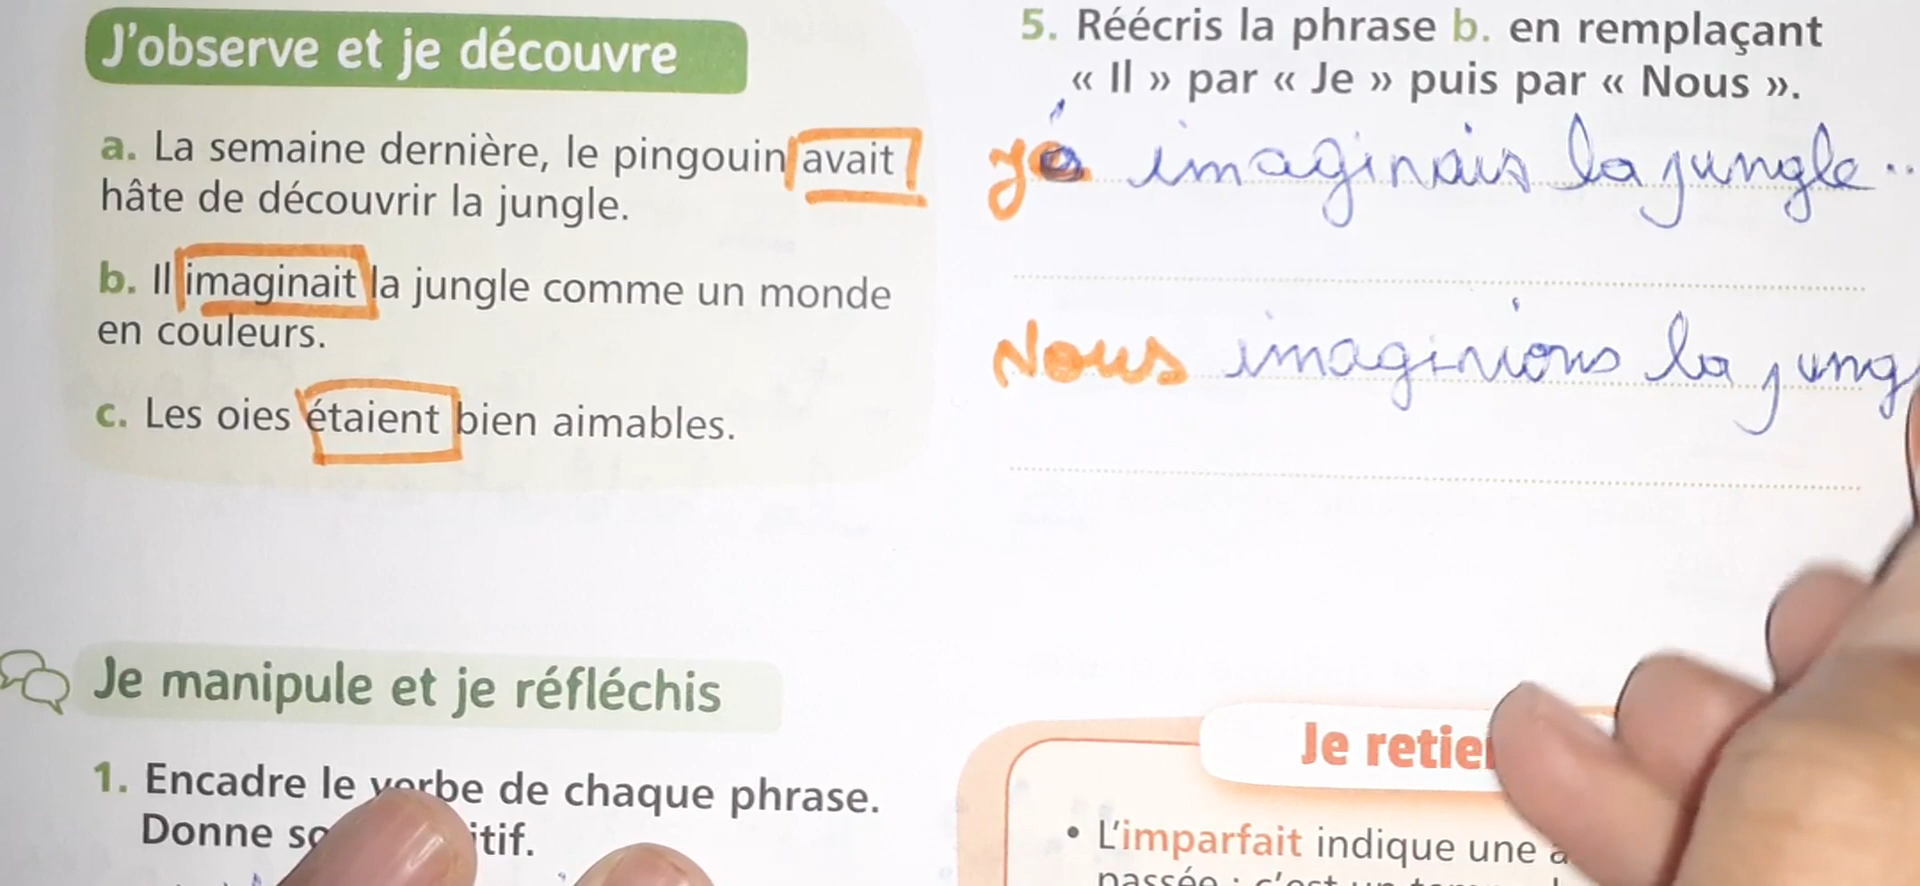 J'observe et je découvre
a. La semaine dernière, le pingouin avait
hâte de découvrir la jungle.
b. Il imaginait la jungle comme un monde
en couleurs.
c. Les oies étaient bien aimables.
Je manipule et je réfléchis
1. Encadre le verbe de chaque phrase.
Donne
5. Réécris la phrase b. en remplaçant
« Il » par « Je » puis par « Nous ».
imaginais la jungle...
Nous imaginions la jung
Je
• L'imparfait indique une